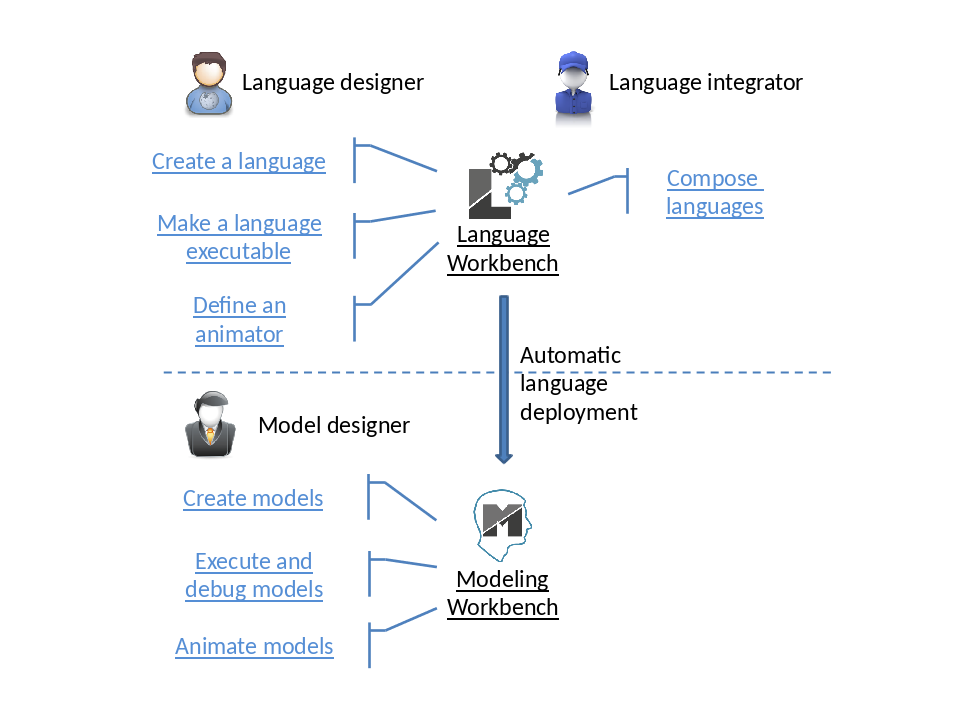 Language designer
Language integrator
Create a language
Make a language
executable
Define an
animator
Language
Workbench
Compose
languages
Automatic
language
deployment
Model designer
Create models
Execute and
debug models
Animate models
Modeling
Workbench